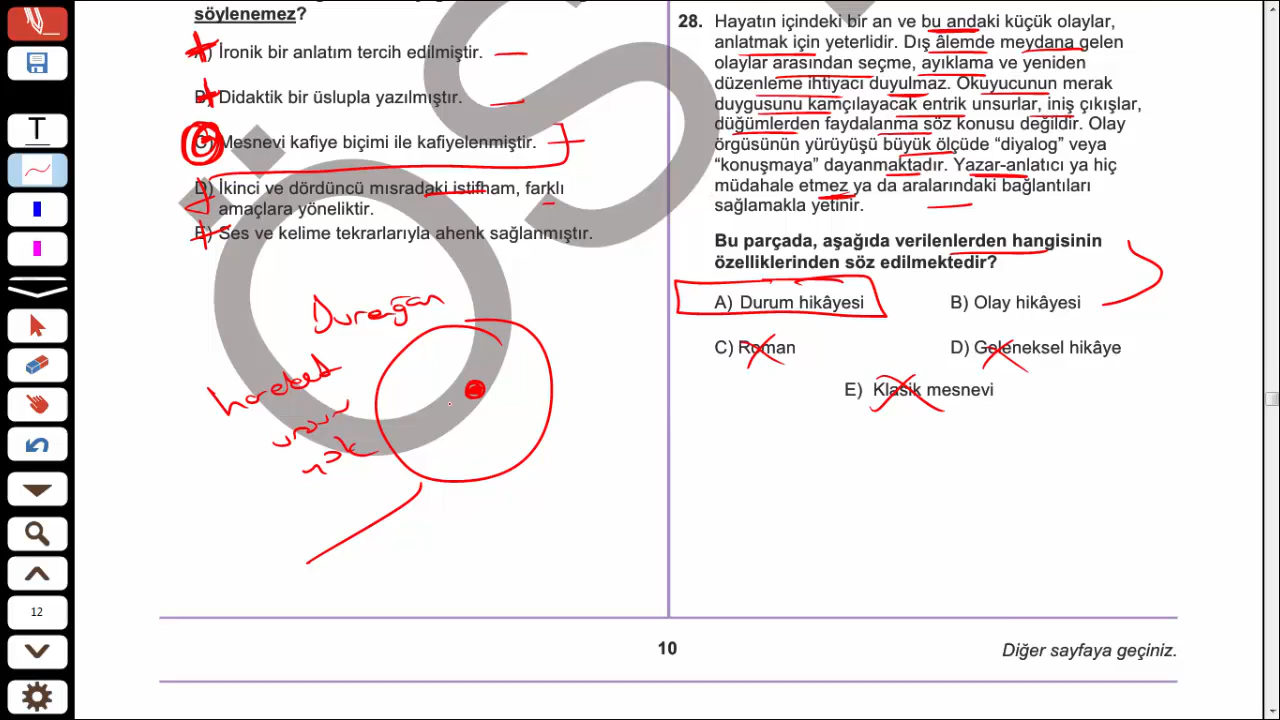 söylenemez?
A) İronik bir anlatım tercih edilmiştir.
B) Didaktik bir üslupla yazılmıştır.
C) Mesnevi kafiye biçimi ile kafiyelenmiştir.
D) İkinci ve dördüncü mısradaki istifham, farklı
amaçlara yöneliktir.
E) Ses ve kelime tekrarlarıyla ahenk sağlanmıştır.
Durağan
hareket
unsur
yok
28. Hayatın içindeki bir an ve bu andaki küçük olaylar,
anlatmak için yeterlidir. Dış âlemde meydana gelen
olaylar arasından seçme, ayıklama ve yeniden
düzenleme ihtiyacı duyulmaz. Okuyucunun merak
duygusunu kamçılayacak entrik unsurlar, iniş çıkışlar,
düğümlerden faydalanma söz konusu değildir. Olay
örgüsünün yürüyüşü büyük ölçüde “diyalog” veya
“konuşmaya” dayanmaktadır. Yazar-anlatıcı ya hiç
müdahale etmez ya da aralarındaki bağlantıları
sağlamakla yetinir.
Bu parçada, aşağıda verilenlerden hangisinin
özelliklerinden söz edilmektedir?
A) Durum hikâyesi B) Olay hikâyesi
C) Roman D) Geleneksel hikâye
E) Klasik mesnevi
T
12
10
Diğer sayfaya geçiniz.